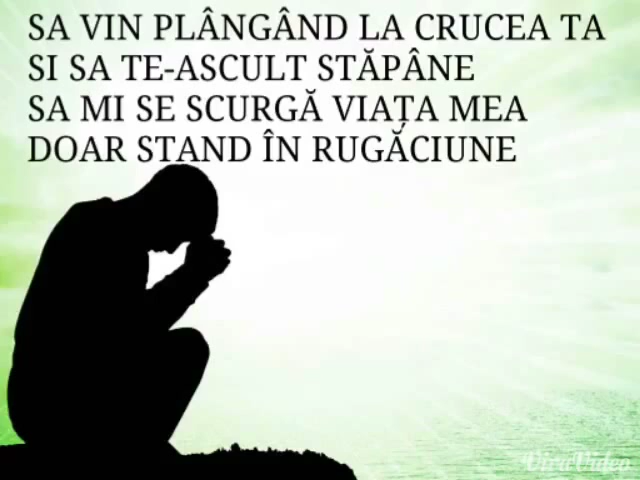 SA VIN PLÂNGÂND LA CRUCEA TA
SI SA TE-ASCULT STĂPÂNE
SA MI SE SCURGĂ VIAȚA MEA
DOAR STAND ÎN RUGĂCIUNE
VivaVideo